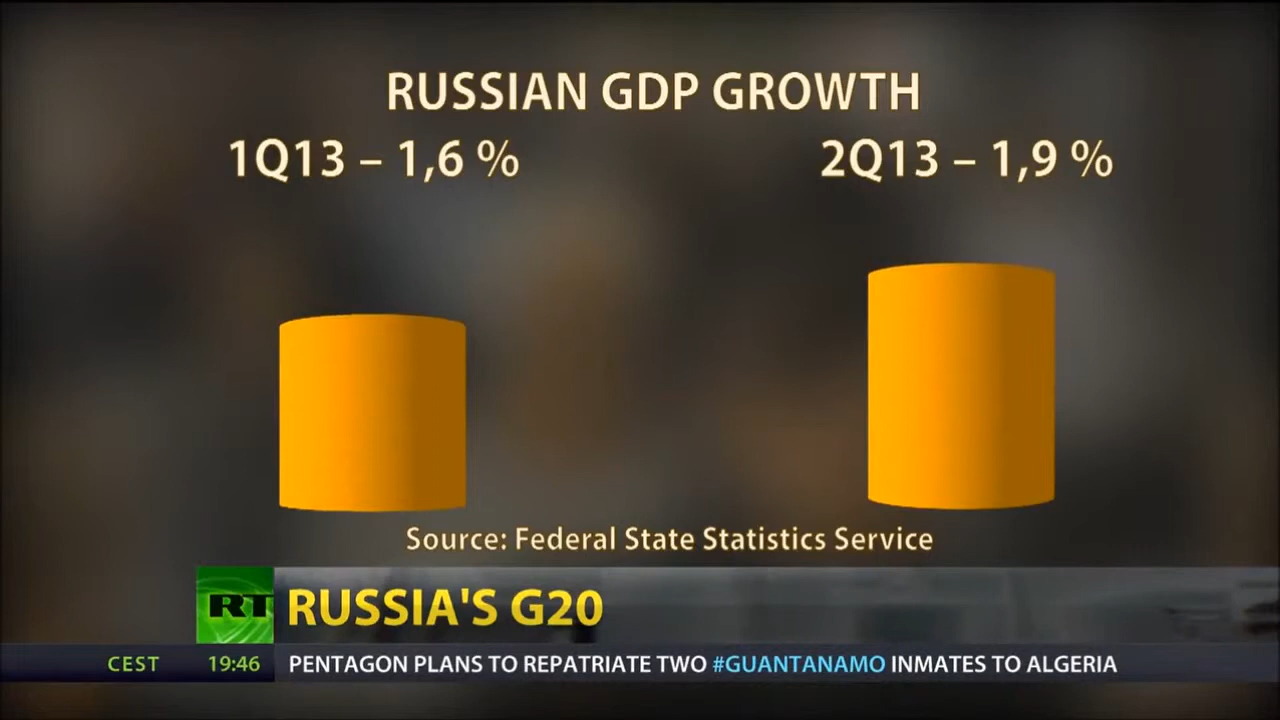 RUSSIAN GDP GROWTH
1Q13 – 1,6 %
2Q13 – 1,9 %
Source: Federal State Statistics Service
RT
RUSSIA'S G20
CEST 19:46 PENTAGON PLANS TO REPATRIATE TWO #GUANTANAMO INMATES TO ALGERIA